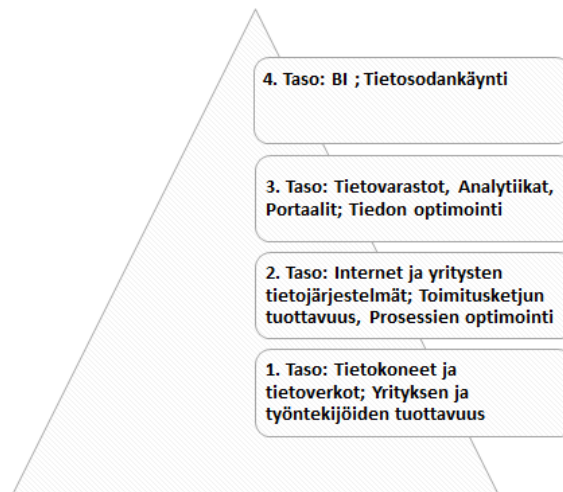 4. Taso: BI ; Tietosodankäynti
3. Taso: Tietovarastot, Analytiikat,
Portaalit; Tiedon optimointi
2. Taso: Internet ja yritysten
tietojärjestelmät; Toimitusketjun
tuottavuus, Prosessien optimointi
1. Taso: Tietokoneet ja
tietoverkot; Yrityksen ja
työntekijöiden tuottavuus